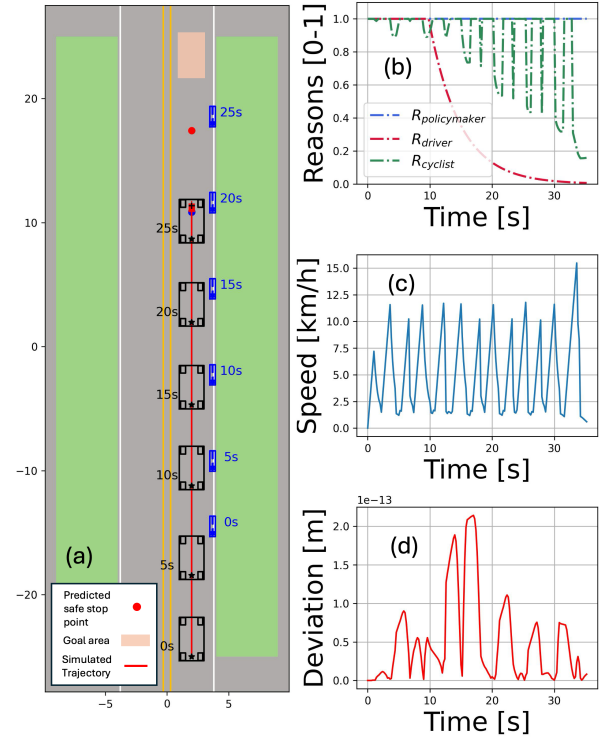 20
10
0
−10
−20
−5
0
5
25s
20s
15s
10s
5s
0s
25s
20s
15s
10s
5s
0s
(a)
Predicted
safe stop
point
Goal area
Simulated
Trajectory
Reasons [0-1]
1.0
0.8
0.6
0.4
0.2
0.0
(b)
R_policymaker
R_driver
R_cyclist
0
10
20
30
Time [s]
Speed [km/h]
15.0
12.5
10.0
7.5
5.0
2.5
0.0
(c)
0
10
20
30
Time [s]
Deviation [m]
1e−13
2.0
1.5
1.0
0.5
0.0
(d)
0
10
20
30
Time [s]